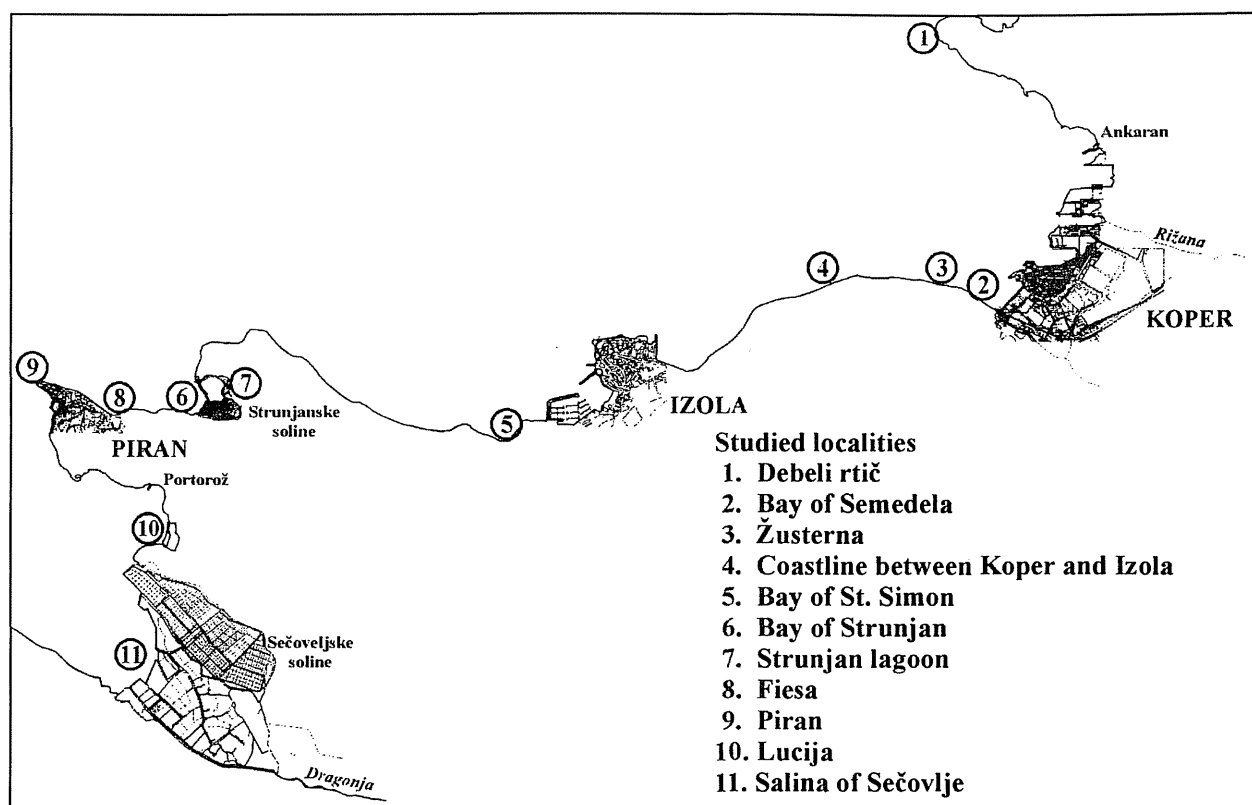 1
Ankaran
Rižana
4
3
2
KOPER
9
8
6
7
Strunjanske
soline
5
IZOLA
PIRAN
Portorož
10
Sečoveljske
soline
11
Dragonja
Studied localities
1. Debeli rtič
2. Bay of Semedela
3. Žusterna
4. Coastline between Koper and Izola
5. Bay of St. Simon
6. Bay of Strunjan
7. Strunjan lagoon
8. Fiesa
9. Piran
10. Lucija
11. Salina of Sečovlje